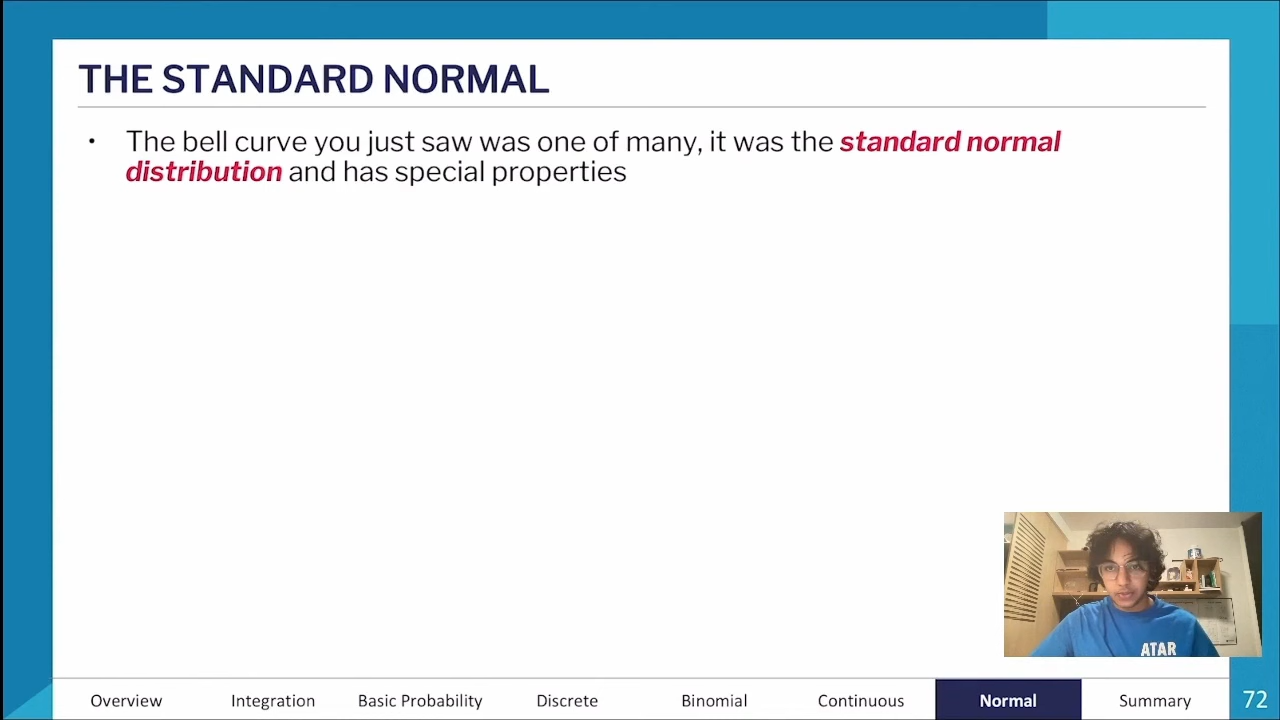 THE STANDARD NORMAL
• The bell curve you just saw was one of many, it was the standard normal
distribution and has special properties
ATAR
Overview Integration Basic Probability Discrete Binomial Continuous Normal Summary 72